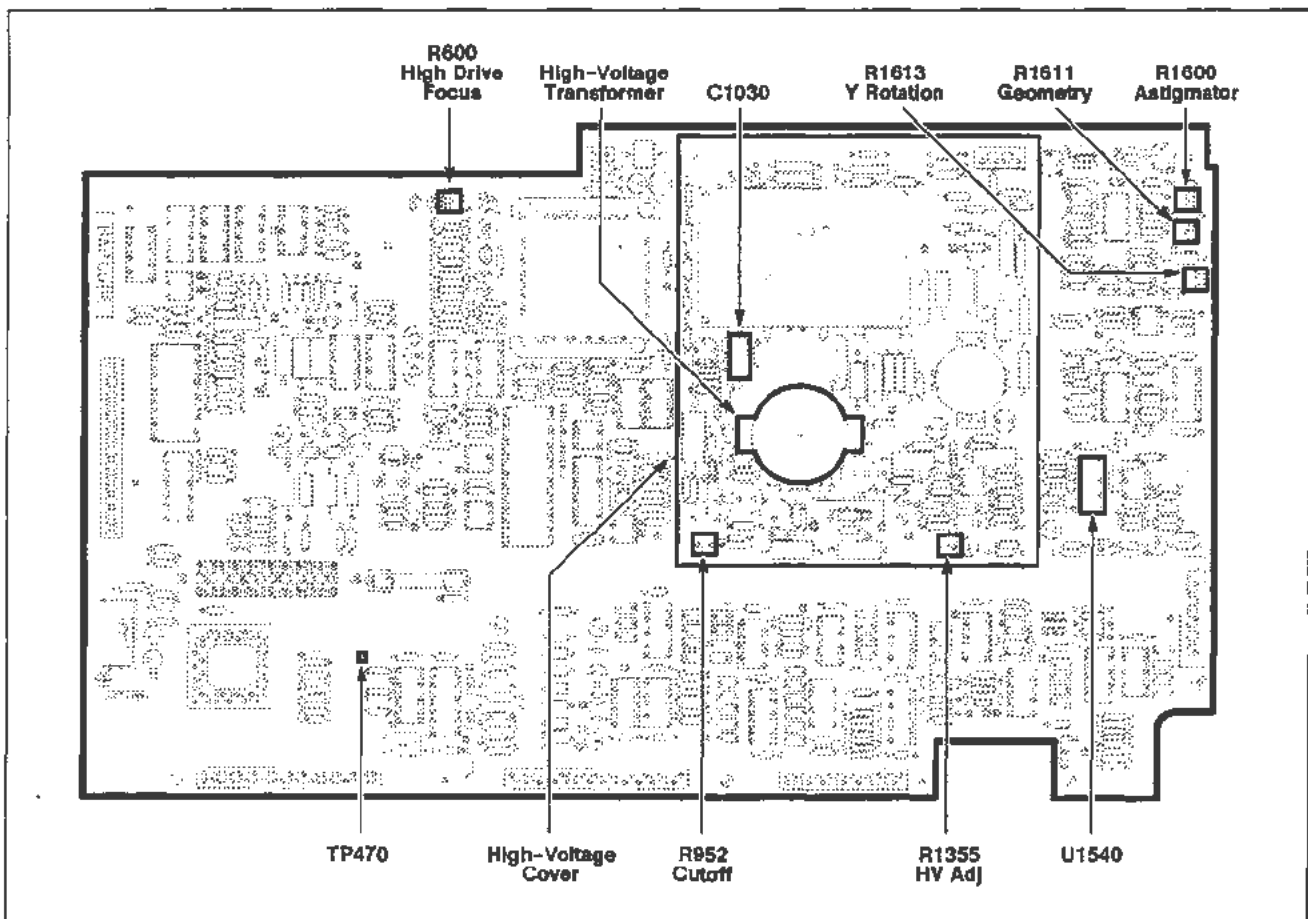 R600
High Drive
Focus
High-Voltage
Transformer
C1030
R1613
Y Rotation
R1611
Geometry
R1600
Astigmator
TP470
High-Voltage
Cover
R952
Cutoff
R1355
HV Adj
U1540